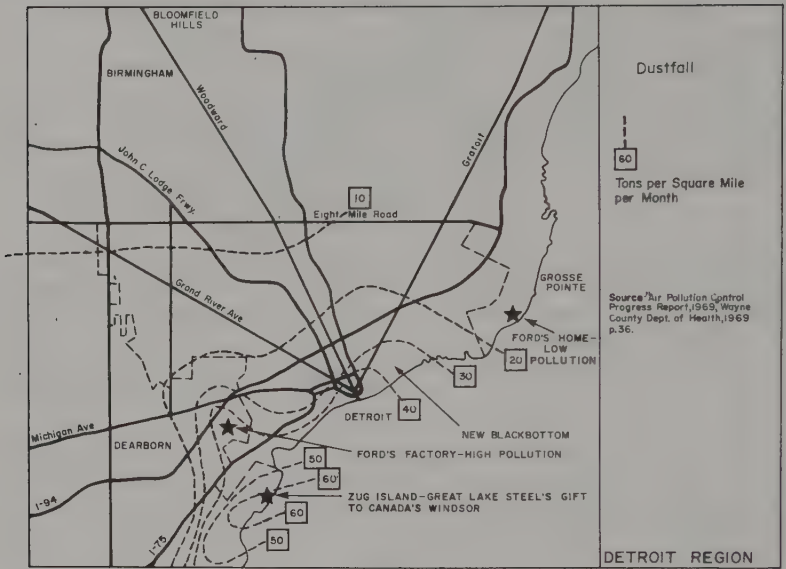 BLOOMFIELD
HILLS
BIRMINGHAM
Woodward
Gratiot
John C Lodge Frwy.
10
Eight Mile Road
Grand River Ave
GROSSE
POINTE
FORD'S HOME-
LOW
POLLUTION
20
30
40
DETROIT
NEW BLACKBOTTOM
Michigan Ave
DEARBORN
FORD'S FACTORY-HIGH POLLUTION
50
60
ZUG ISLAND-GREAT LAKE STEEL'S GIFT
TO CANADA'S WINDSOR
60
50
I-94
I-75
Dustfall
60
Tons per Square Mile
per Month
Source: Air Pollution Control
Progress Report, 1969, Wayne
County Dept. of Health, 1969
p.36.
DETROIT REGION